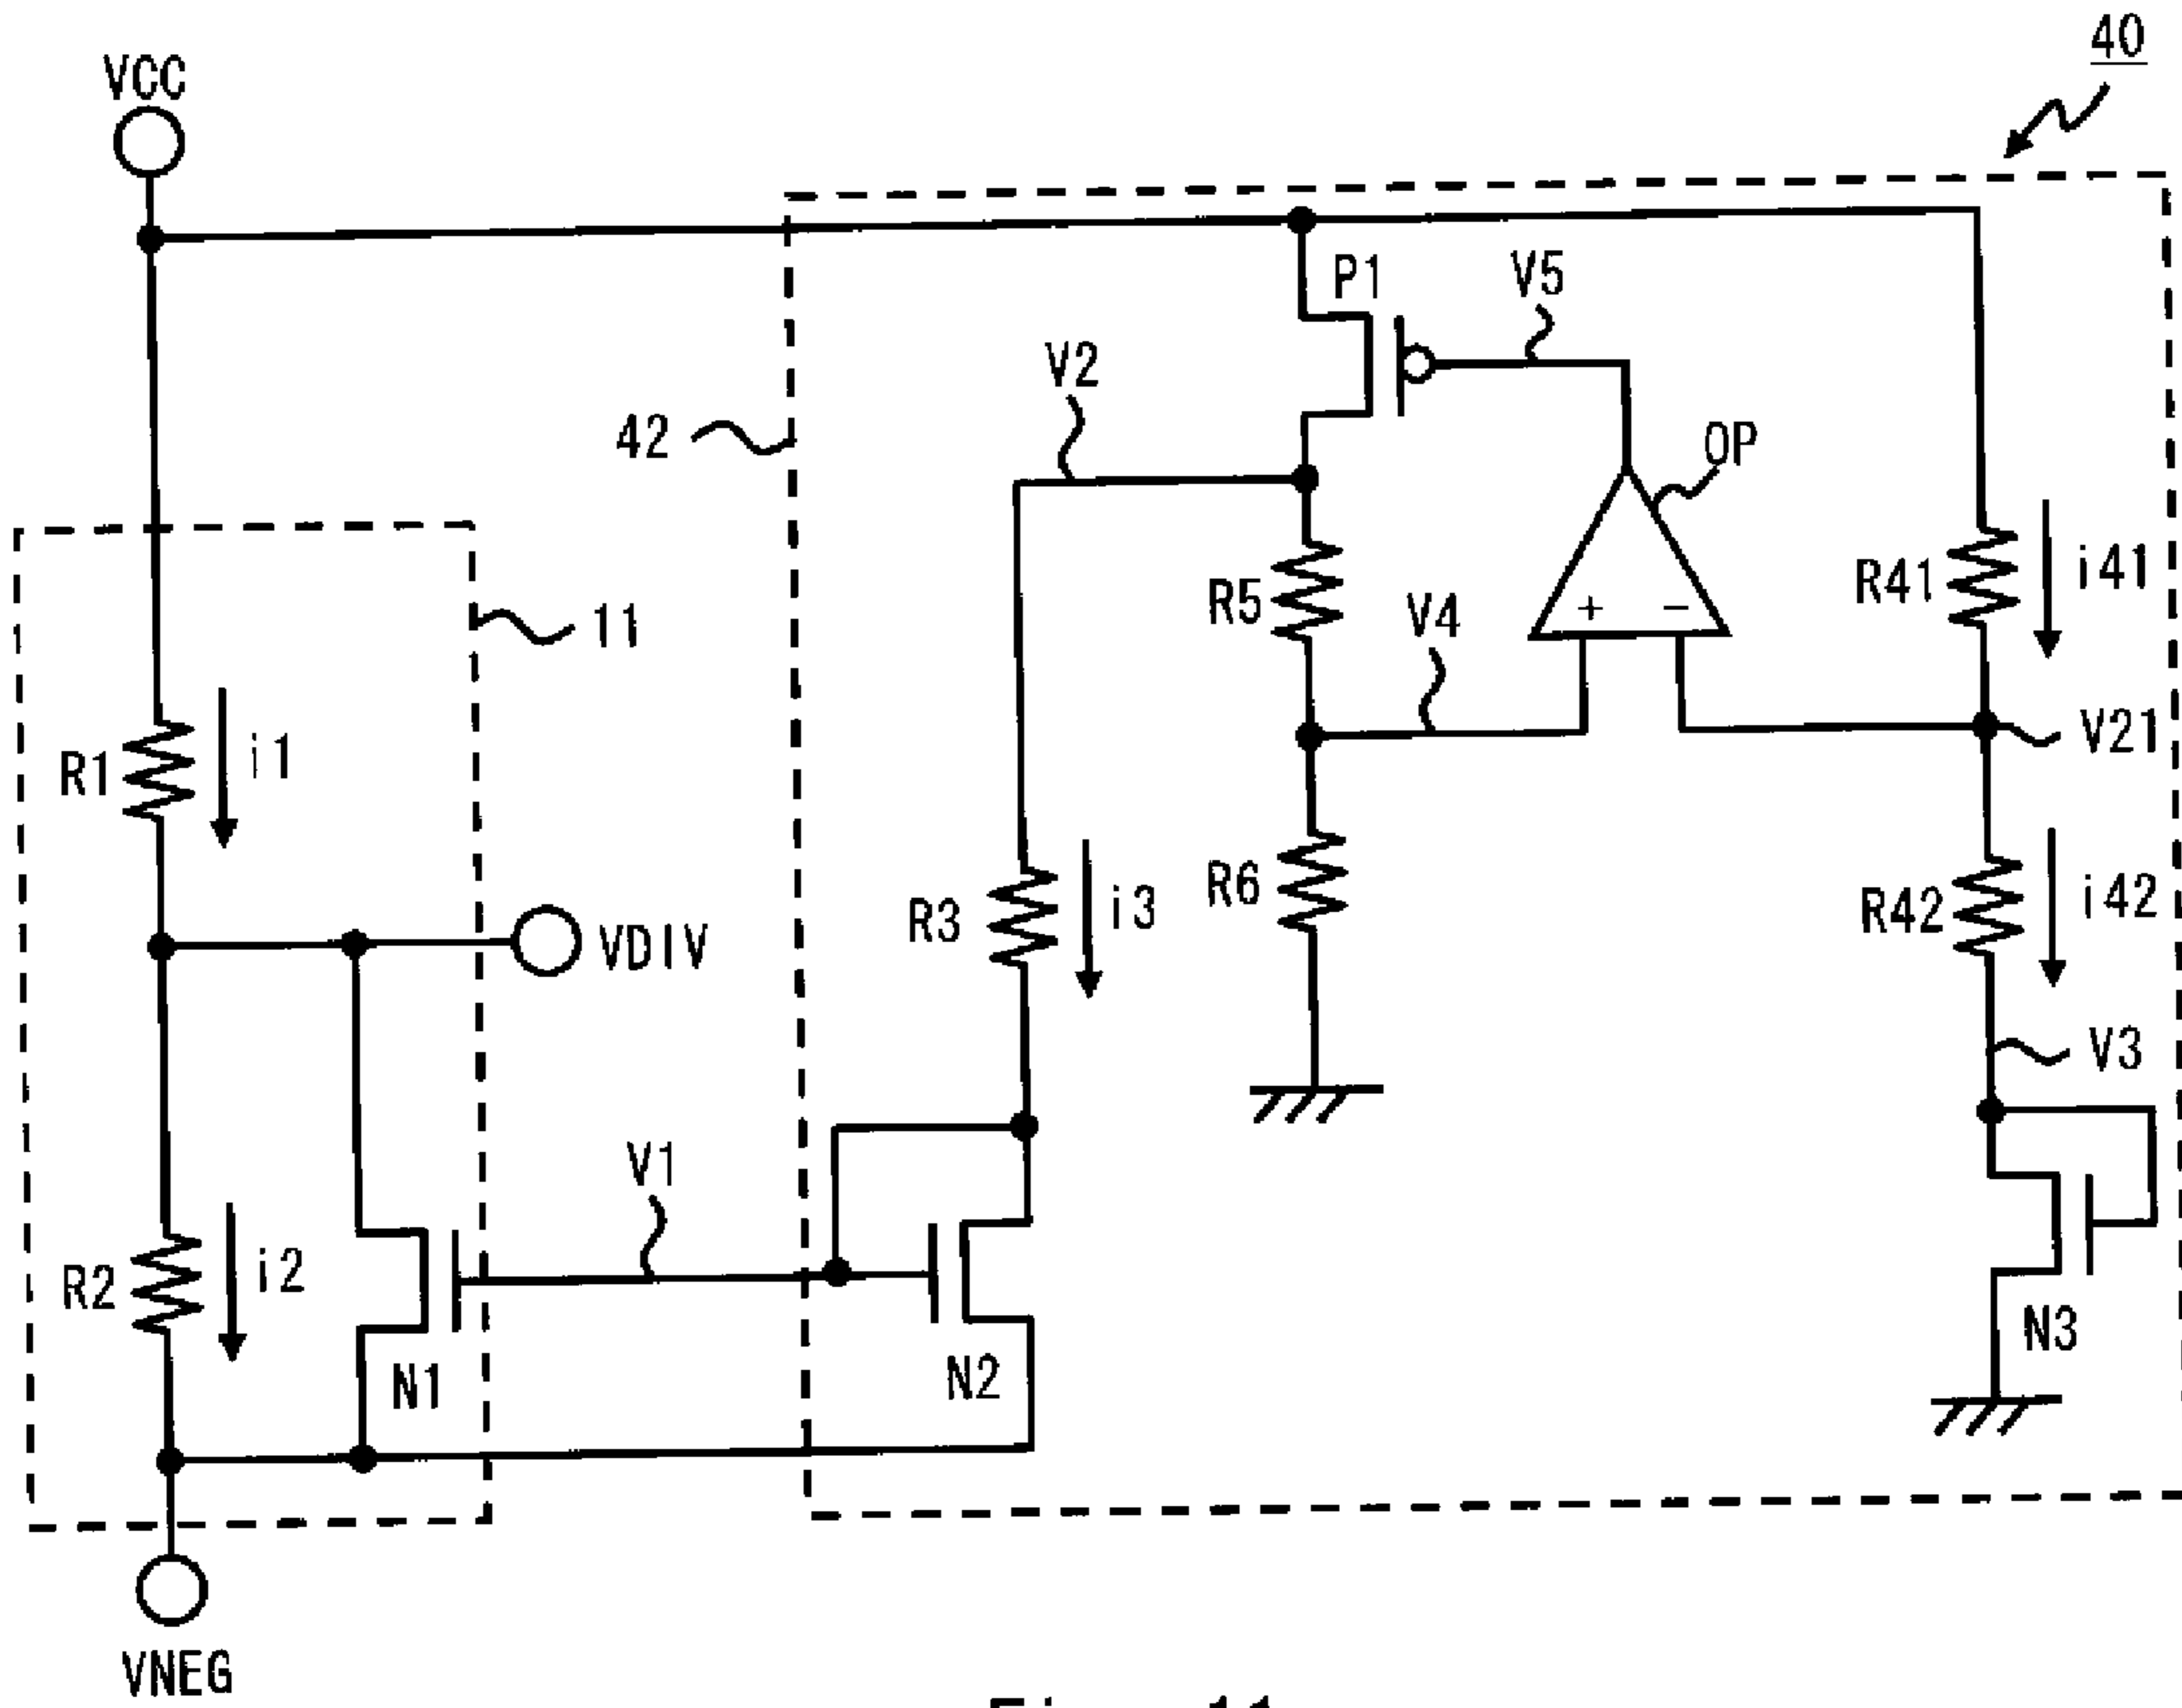 40
VCC
P1
V5
V2
42
OP
R5
V4
R41
i41
11
+
-
R1
i1
V21
R3
i3
R6
R42
i42
VDIV
V3
V1
R2
i2
N1
N2
N3
VNEG